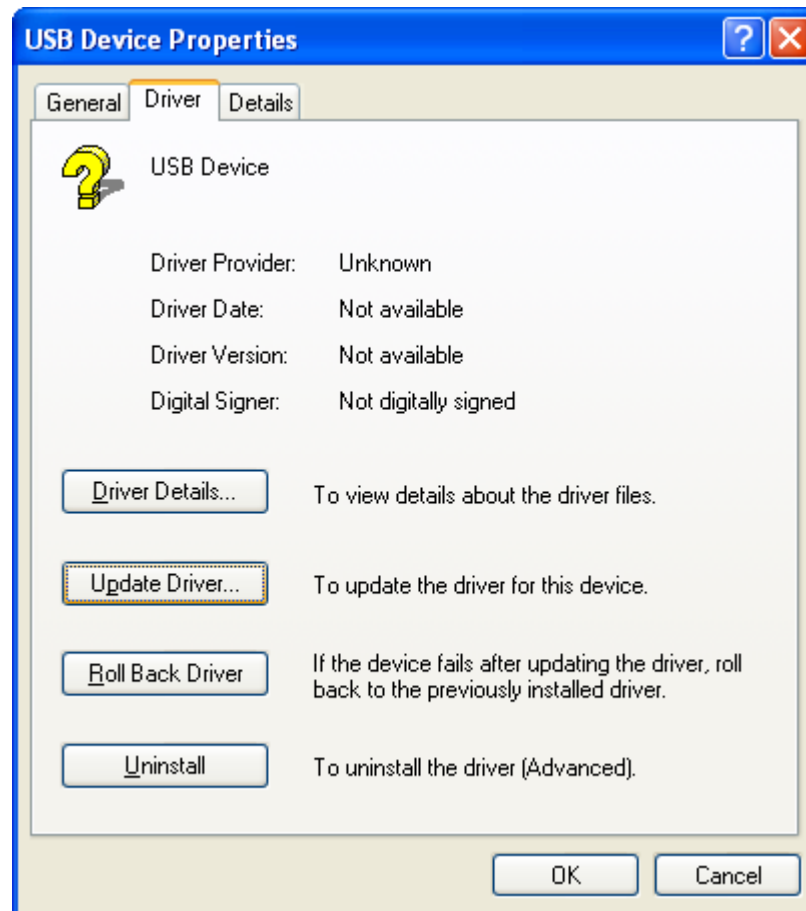 USB Device Properties
General Driver Details
USB Device
Driver Provider: Unknown
Driver Date: Not available
Driver Version: Not available
Digital Signer: Not digitally signed
Driver Details... To view details about the driver files.
Update Driver... To update the driver for this device.
Roll Back Driver If the device fails after updating the driver, roll
back to the previously installed driver.
Uninstall To uninstall the driver (Advanced).
OK Cancel